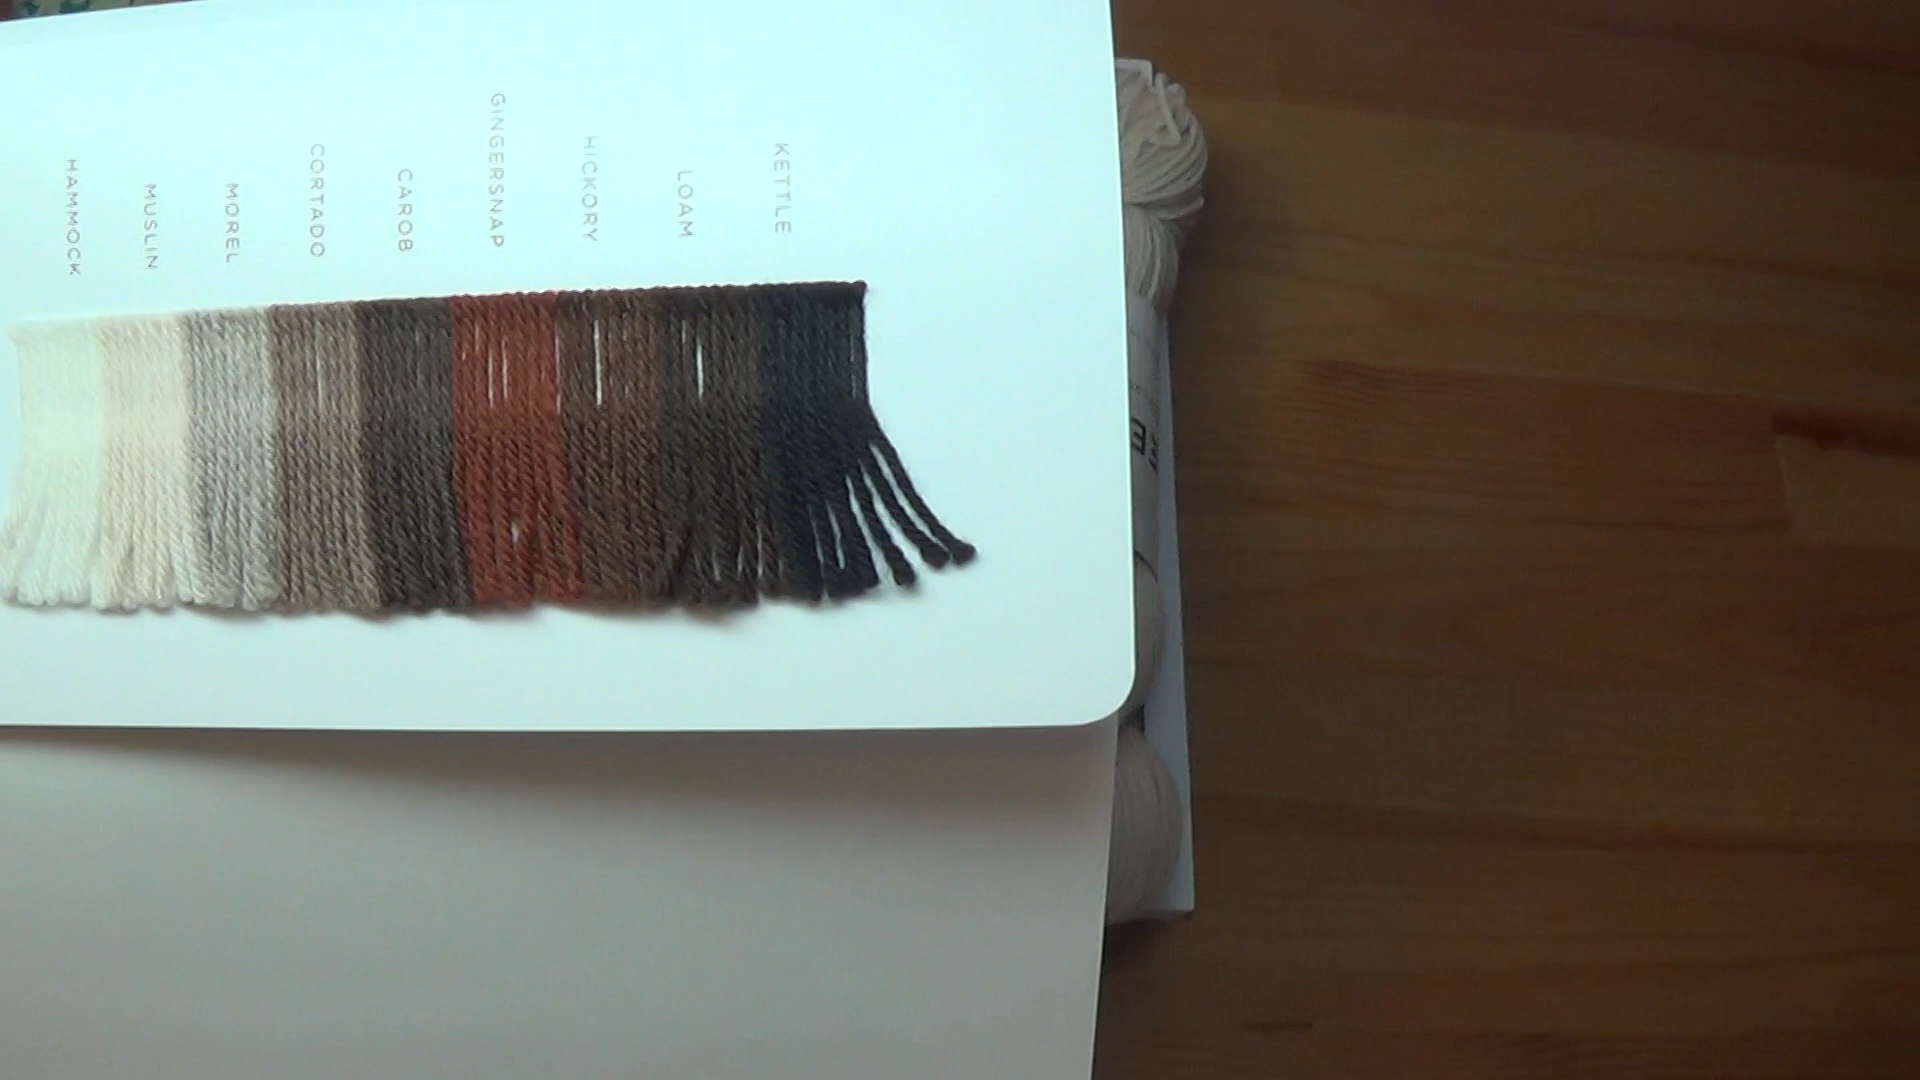 HAMMOCK
MUSLIN
MOREL
CORTADO
CAROB
GINGERSNAP
HICKORY
LOAM
KETTLE